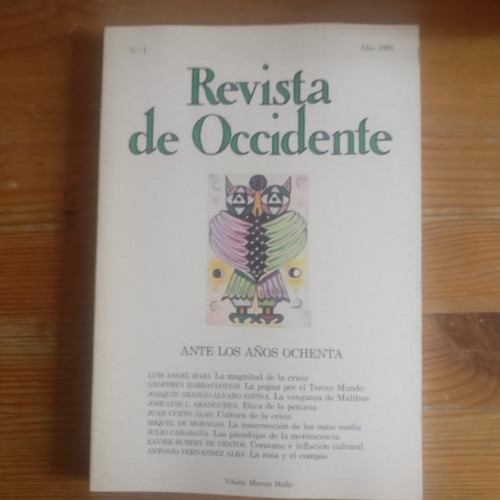 N.º 1
Año 1980
Revista
de Occidente
ANTE LOS AÑOS OCHENTA
LUIS ANGEL ROJO. La magnitud de la crisis
GEOFFREY BARRACLOUGH: La pugna por el Tercer Mundo
JOAQUIN ARANGO-ALVARO ESPINA. La venganza de Malthus
JOSE LUIS L. ARANGUREN: Etica de la penuria
JUAN CUETO ALAS: Cultura de la crisis
MIQUEL DE MORAGAS: La insurrección de los mass media
JULIO CARABAÑA: Las paradojas de la meritocracia
XAVIER RUBERT DE VENTOS: Consumo e inflación cultural
ANTONIO FERNANDEZ ALBA: La rosa y el compás
Viñeta: Maruja Mallo